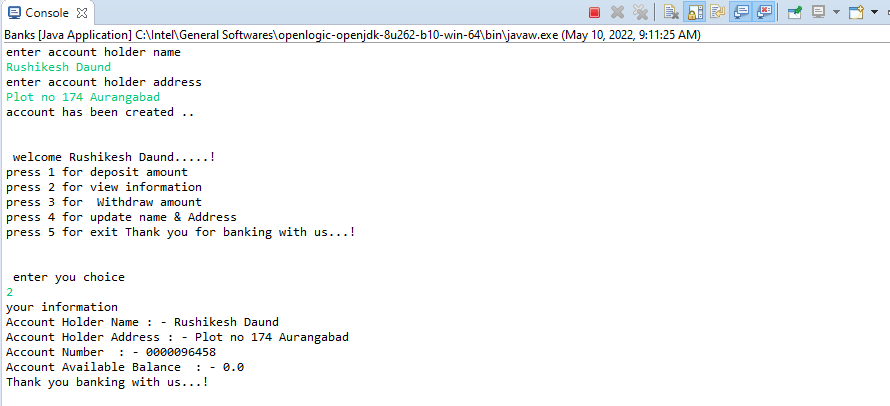 Console
Banks [Java Application] C:\Intel\General Softwares\openlogic-openjdk-8u262-b10-win-64\bin\javaw.exe (May 10, 2022, 9:11:25 AM)
enter account holder name
Rushikesh Daund
enter account holder address
Plot no 174 Aurangabad
account has been created ..
welcome Rushikesh Daund.....!
press 1 for deposit amount
press 2 for view information
press 3 for  Withdraw amount
press 4 for update name & Address
press 5 for exit Thank you for banking with us...!
enter you choice
2
your information
Account Holder Name : - Rushikesh Daund
Account Holder Address : - Plot no 174 Aurangabad
Account Number  : - 0000096458
Account Available Balance  : - 0.0
Thank you banking with us...!